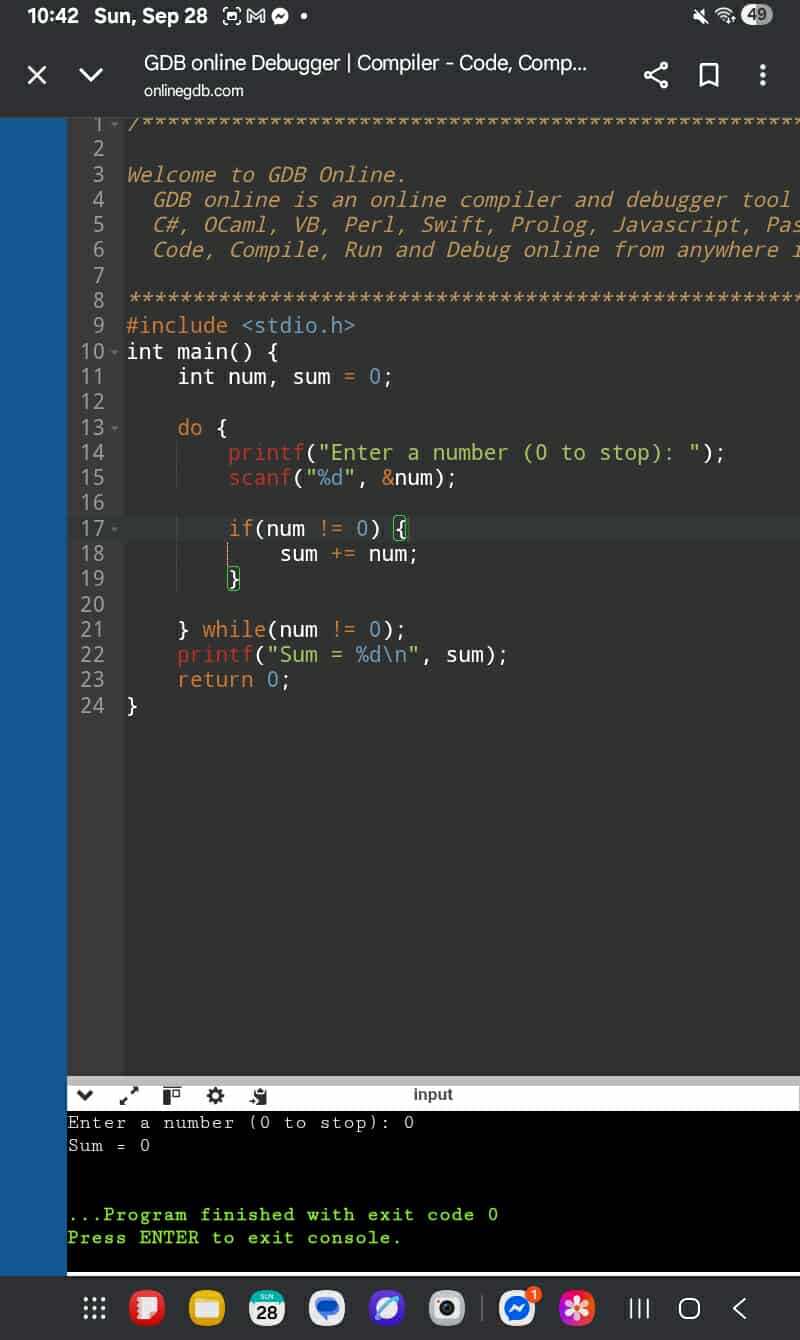 10:42 Sun, Sep 28 49
GDB online Debugger | Compiler - Code, Comp...
onlinegdb.com
1 /******************************************************
2
3 Welcome to GDB Online.
4 GDB online is an online compiler and debugger tool
5 C#, OCaml, VB, Perl, Swift, Prolog, Javascript, Pas
6 Code, Compile, Run and Debug online from anywhere i
7
8 *******************************************************
9 #include <stdio.h>
10 int main() {
11 int num, sum = 0;
12
13 do {
14 printf("Enter a number (0 to stop): ");
15 scanf("%d", &num);
16
17 if(num != 0) {
18 sum += num;
19 }
20
21 } while(num != 0);
22 printf("Sum = %d\n", sum);
23 return 0;
24 }
input
Enter a number (0 to stop): 0
Sum = 0
...Program finished with exit code 0
Press ENTER to exit console.
SUN
28
1